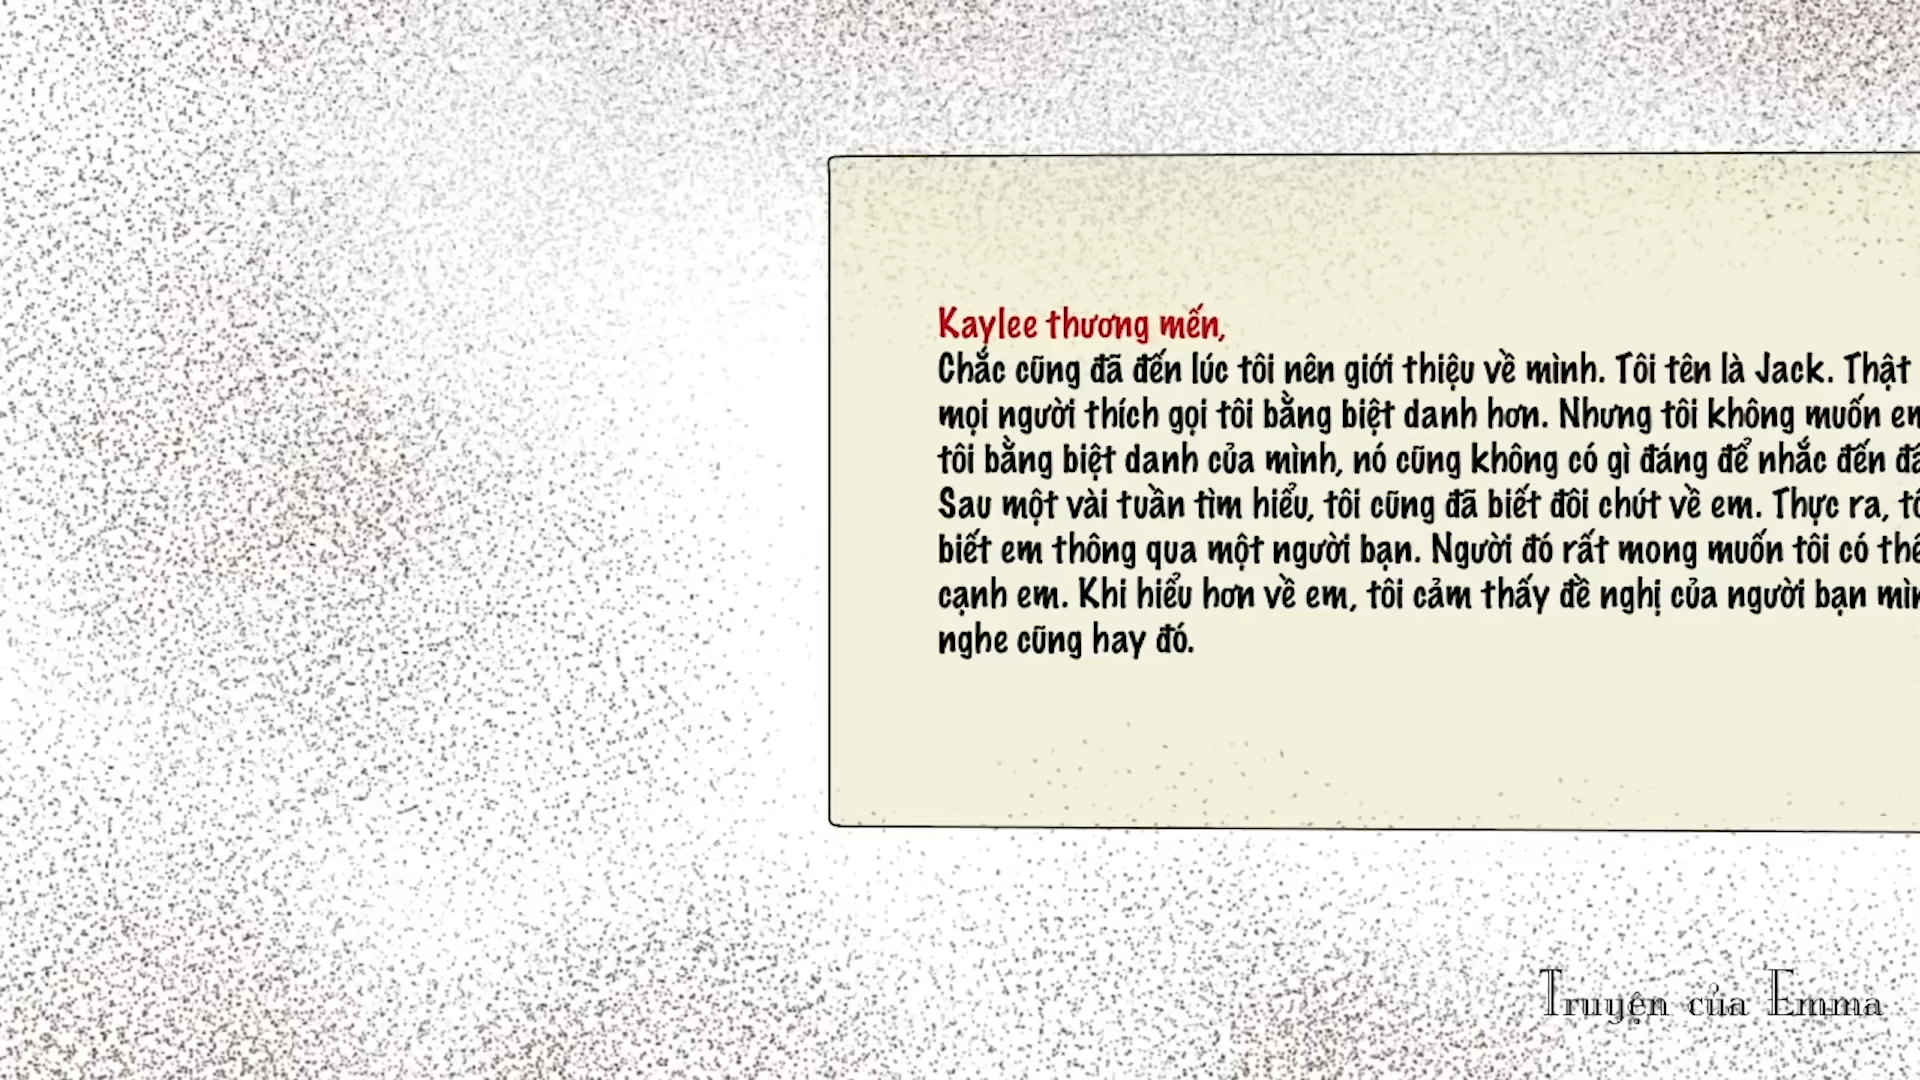 Kaylee thương mến,
Chắc cũng đã đến lúc tôi nên giới thiệu về mình. Tôi tên là Jack. Thật
mọi người thích gọi tôi bằng biệt danh hơn. Nhưng tôi không muốn
tôi bằng biệt danh của mình, nó cũng không có gì đáng để nhắc đến
Sau một vài tuần tìm hiểu, tôi cũng đã biết đôi chút về em. Thực ra,
biết em thông qua một người bạn. Người đó rất mong muốn tôi có
cạnh em. Khi hiểu hơn về em, tôi cảm thấy đề nghị của người bạn
nghe cũng hay đó.
Truyện của Emma